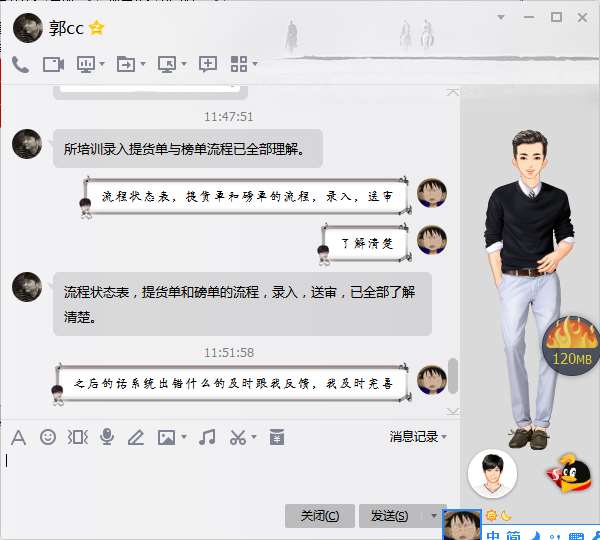 郭cc
11:47:51
所培训录入提货单与榜单流程已全部理解。
流程状态表，提货单和磅单的流程，录入，送审
了解清楚
流程状态表，提货单和磅单的流程，录入，送审，已全部了解
清楚。
11:51:58
之后的话系统出错什么的及时跟我反馈，我及时完善
120MB
消息记录
关闭(C)
发送(S)
中 简